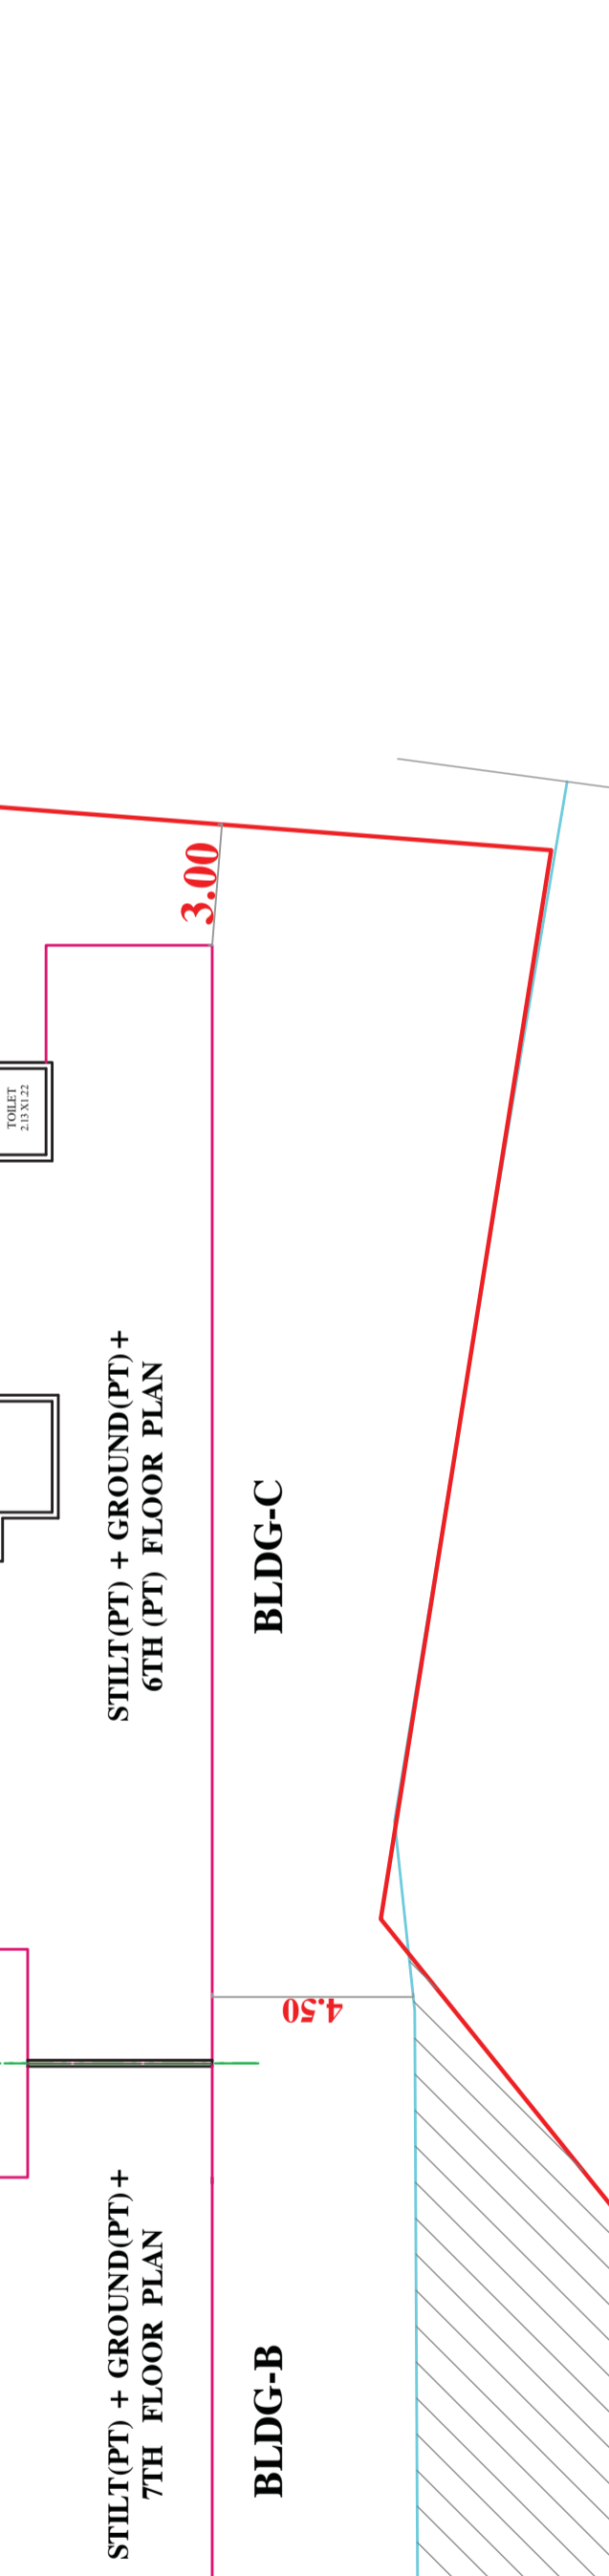 3.00
TOILET
2.13 X1.22
STILT(PT) + GROUND(PT)+
6TH (PT) FLOOR PLAN
BLDG-C
4.50
STILT(PT) + GROUND(PT)+
7TH FLOOR PLAN
BLDG-B